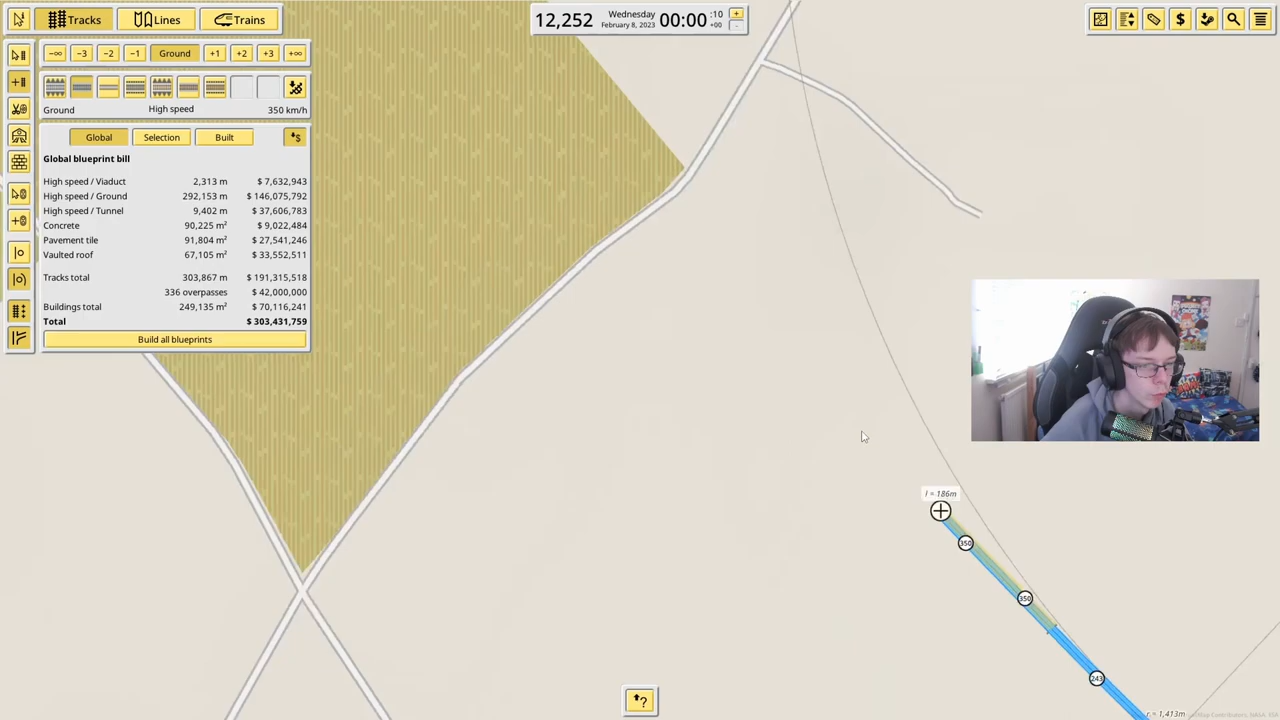 Tracks Lines Trains
12,252 Wednesday February 8, 2023 00:00 :10 +00 + -
−∞ −3 −2 −1 Ground +1 +2 +3 +∞
Ground High speed 350 km/h
Global Selection Built $
Global blueprint bill
High speed / Viaduct 2,313 m $ 7,632,943
High speed / Ground 292,153 m $ 146,075,792
High speed / Tunnel 9,402 m $ 37,606,783
Concrete 90,225 m² $ 9,022,484
Pavement tile 91,804 m² $ 27,541,246
Vaulted roof 67,105 m² $ 33,552,511
Tracks total 303,867 m $ 191,315,518
336 overpasses $ 42,000,000
Buildings total 249,135 m² $ 70,116,241
Total $ 303,431,759
Build all blueprints
l = 186m
350
350
243
r = 1,413m
?